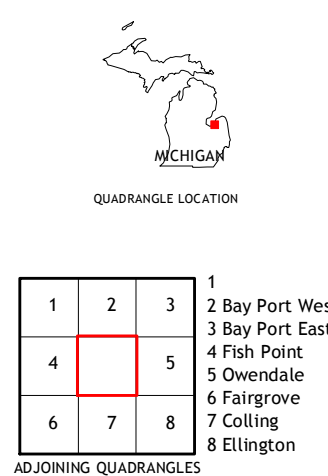 MICHIGAN
QUADRANGLE LOCATION
1 2 3
4 5
6 7 8
1
2 Bay Port Wes
3 Bay Port East
4 Fish Point
5 Owendale
6 Fairgrove
7 Colling
8 Ellington
ADJOINING QUADRANGLES